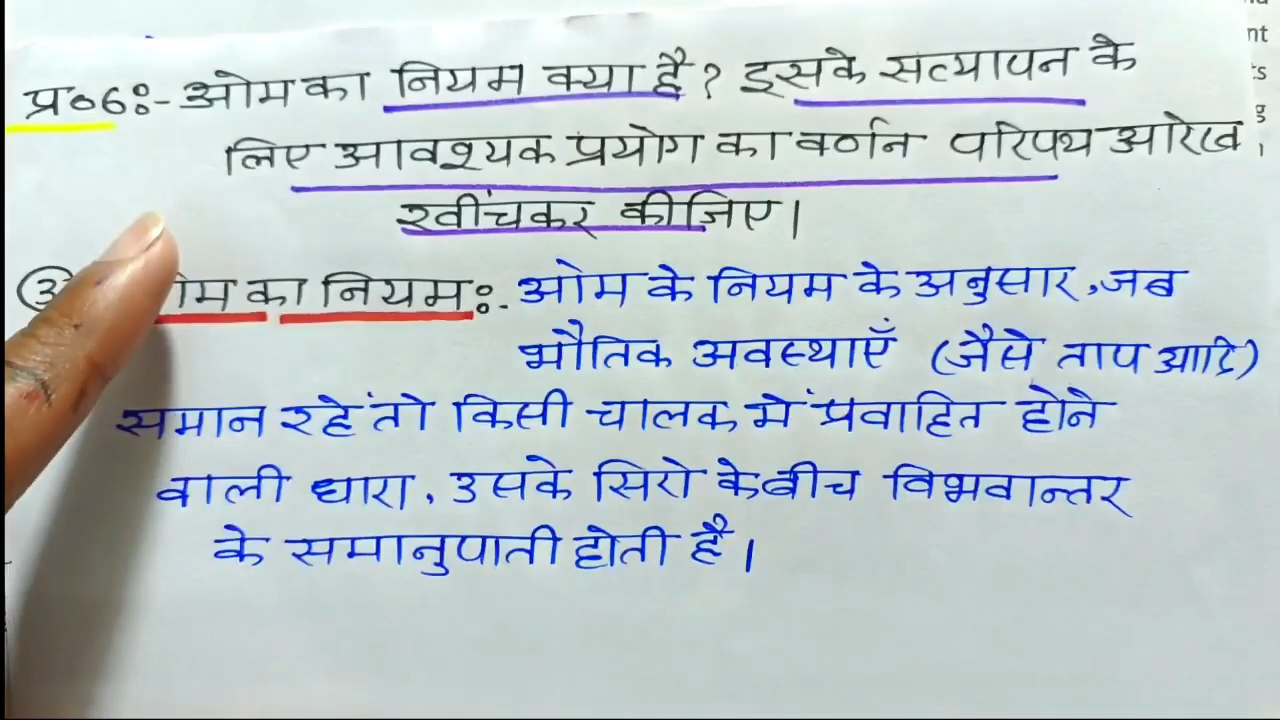 प्र०6ः- ओम का नियम क्या है? इसके सत्यापन के
लिए आवश्यक प्रयोग का वर्णन परिपथ आरेख
खींचकर कीजिए।
का नियमः- ओम के नियम के अनुसार, जब
भौतिक अवस्थाएँ (जैसे ताप आदि)
समान रहें तो किसी चालक में प्रवाहित होने
वाली धारा, उसके सिरो के बीच विभवान्तर
के समानुपाती होती है।